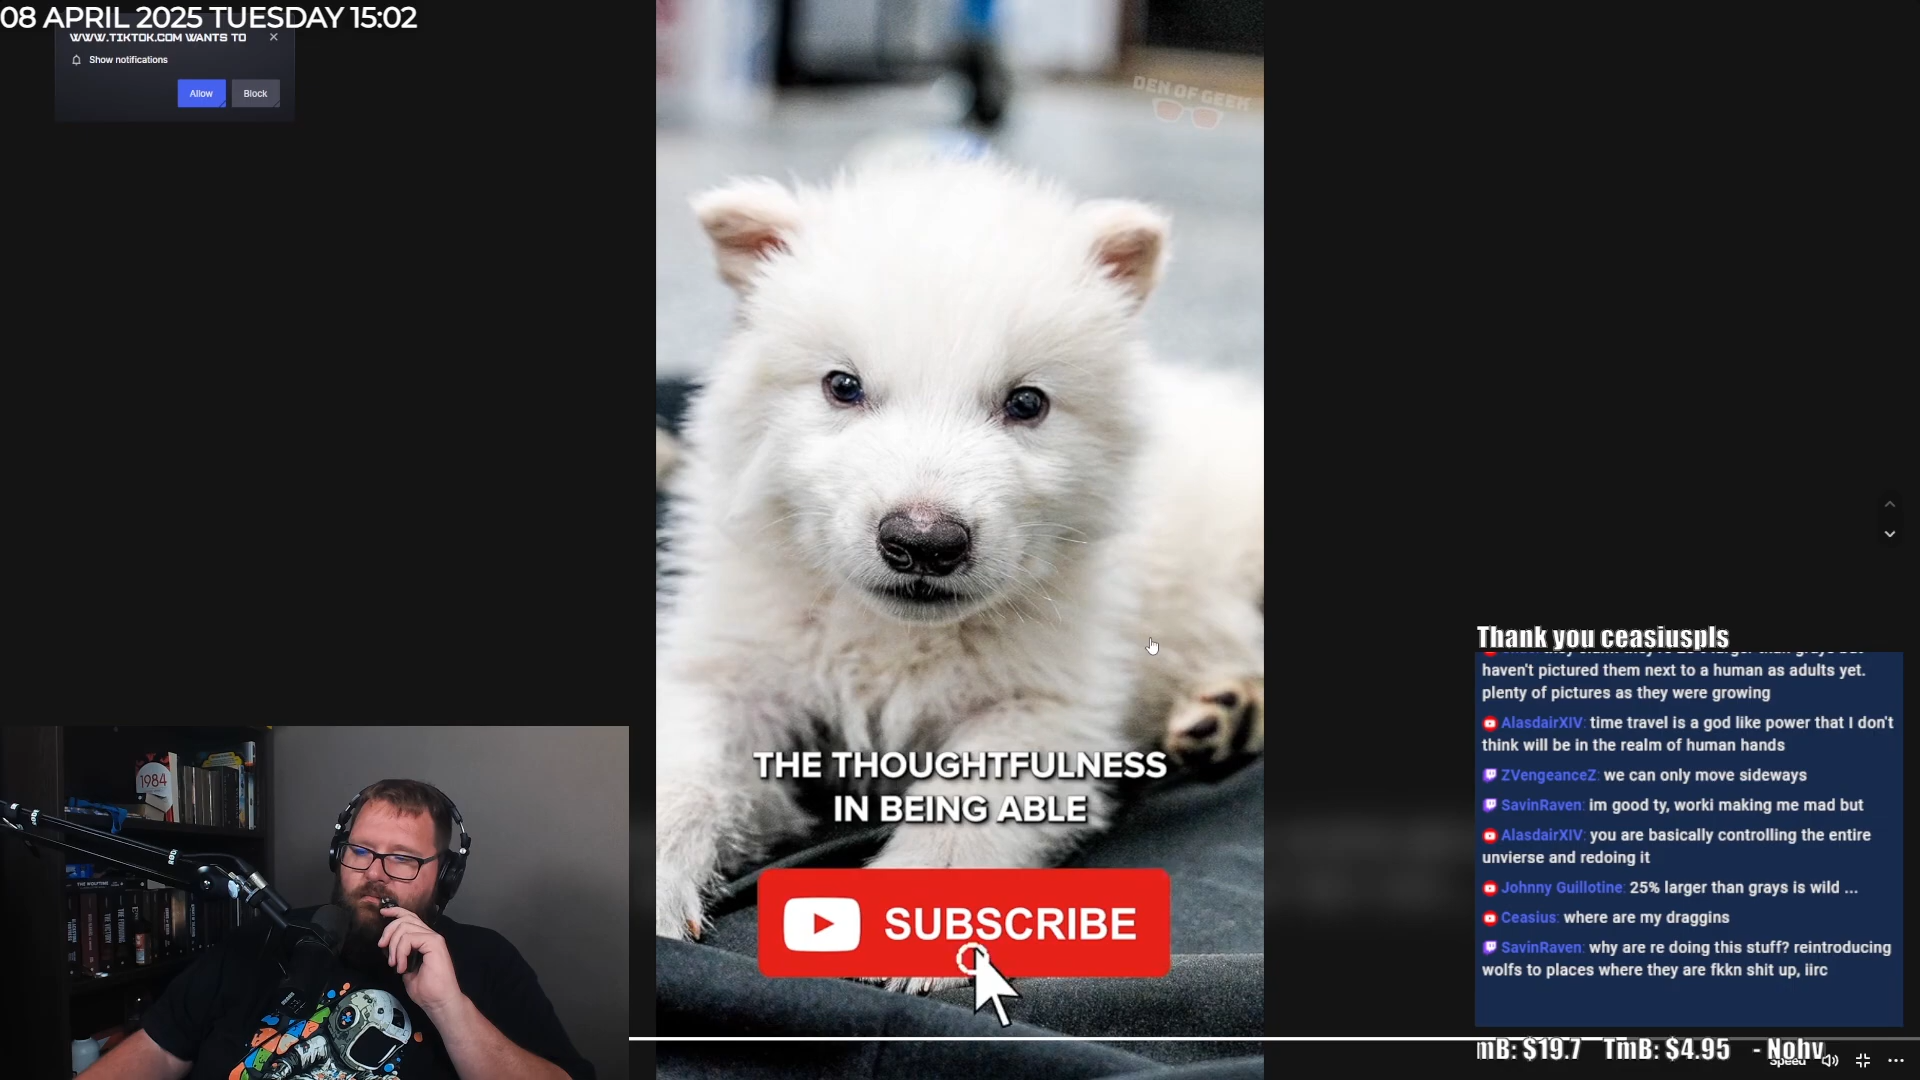 08 APRIL 2025 TUESDAY 15:02
WWW.TIKTOK.COM WANTS TO
Show notifications
Allow
Block
DEN OF GEEK
THE THOUGHTFULNESS
IN BEING ABLE
SUBSCRIBE
1984
Thank you ceasiuspls
haven't pictured them next to a human as adults yet.
plenty of pictures as they were growing
AlasdairXIV: time travel is a god like power that I don't
think will be in the realm of human hands
ZVengeanceZ: we can only move sideways
SavinRaven: im good ty, worki making me mad but
AlasdairXIV: you are basically controlling the entire
unvierse and redoing it
Johnny Guillotine: 25% larger than grays is wild ...
Ceasius: where are my draggins
SavinRaven: why are re doing this stuff? reintroducing
wolfs to places where they are fkkn shit up, iirc
mB: $19.7 TmB: $4.95 - Nohv
Speed